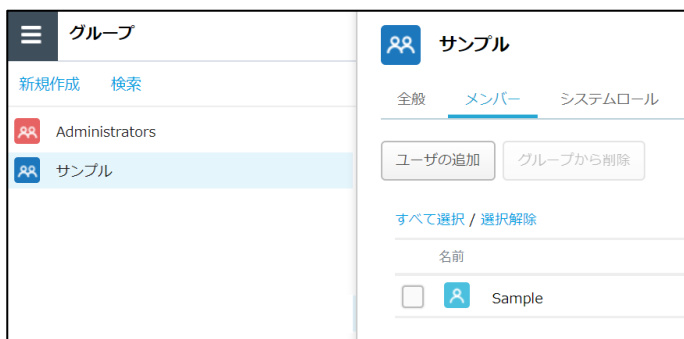 グループ
新規作成 検索
Administrators
サンプル
サンプル
全般 メンバー システムロール
ユーザの追加 グループから削除
すべて選択 / 選択解除
名前
Sample